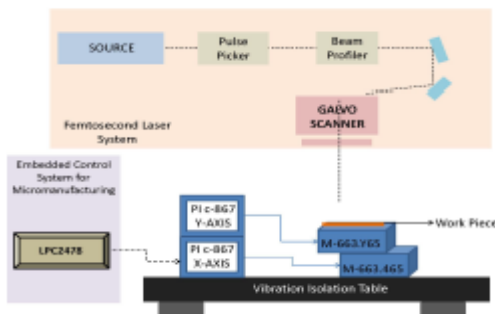 SOURCE
Pulse
Picker
Beam
Profiler
GALVO
SCANNER
Femtosecond Laser
System
Embedded Control
System for
Micromanufacturing
LPC2478
PI c-867
Y-AXIS
PI c-867
X-AXIS
Work Piece
M-663.Y65
M-663.465
Vibration Isolation Table